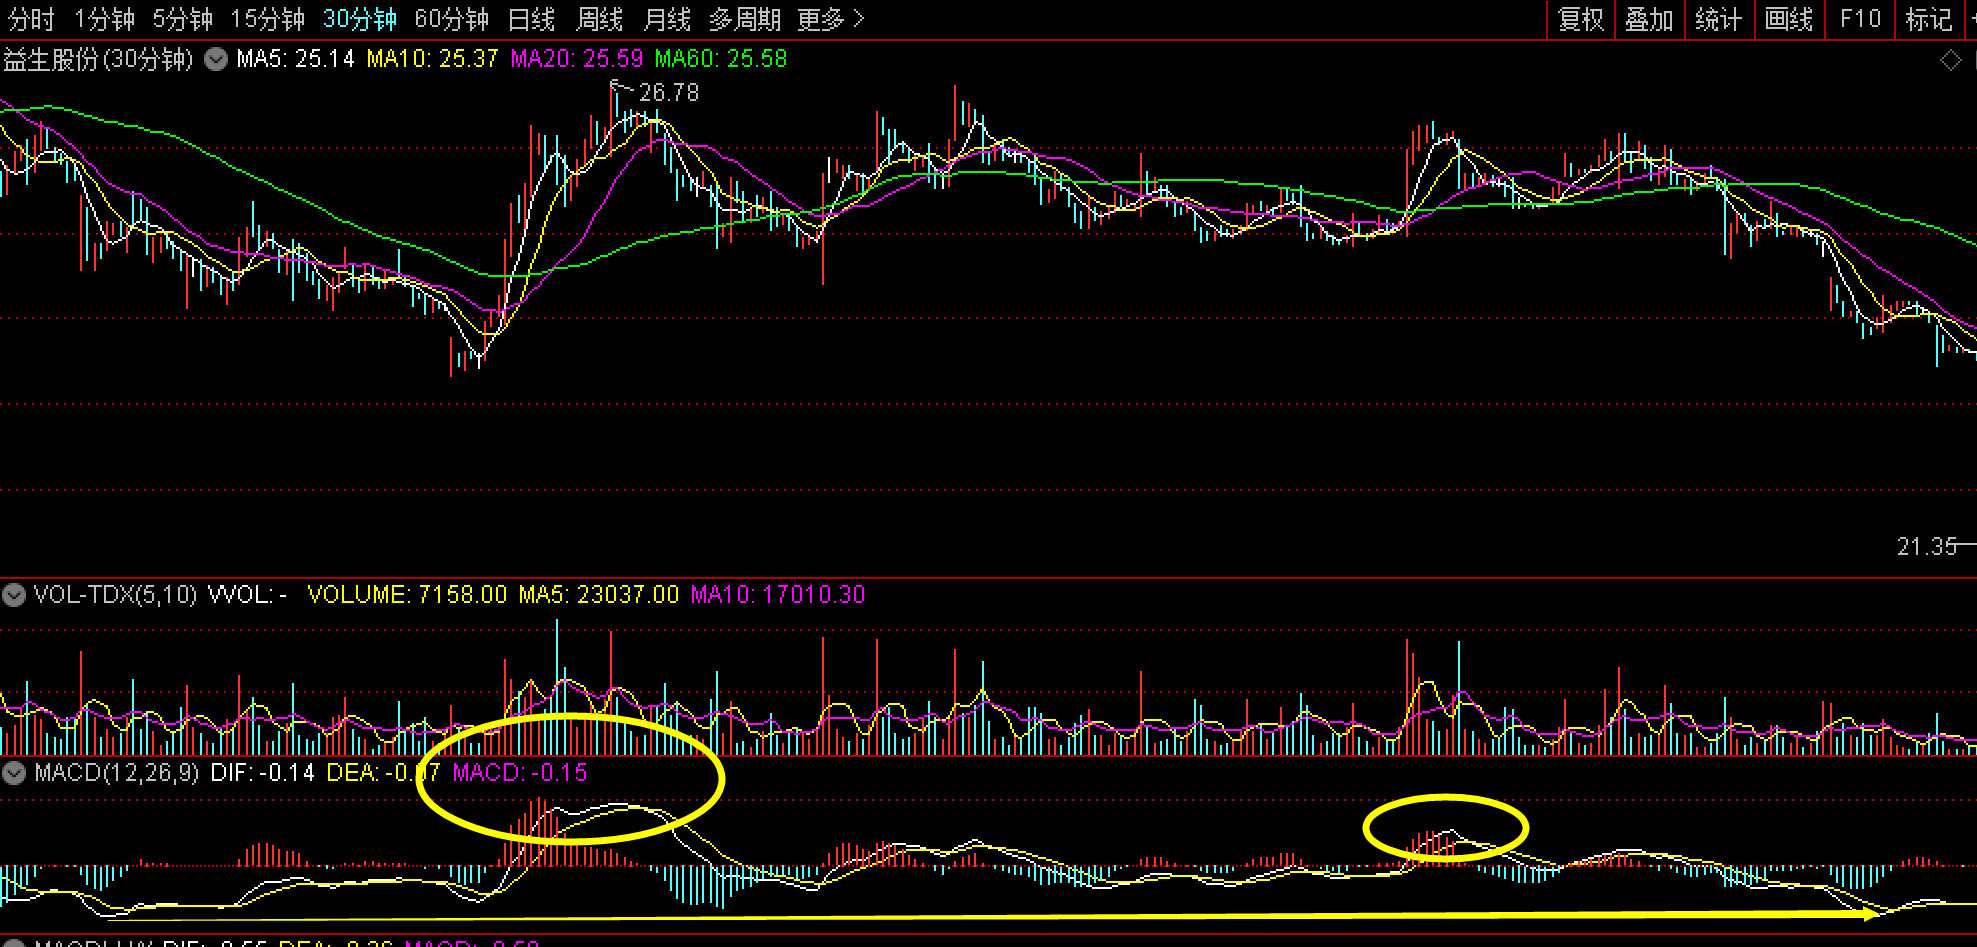 分时 1分钟 5分钟 15分钟 30分钟 60分钟 日线 周线 月线 多周期 更多 > 复权 叠加 统计 画线 F10 标记
益生股份(30分钟) MA5: 25.14 MA10: 25.37 MA20: 25.59 MA60: 25.58
26.78
21.35
VOL-TDX(5,10) VVOL: - VOLUME: 7158.00 MA5: 23037.00 MA10: 17010.30
MACD(12,26,9) DIF: -0.14 DEA: -0.07 MACD: -0.15